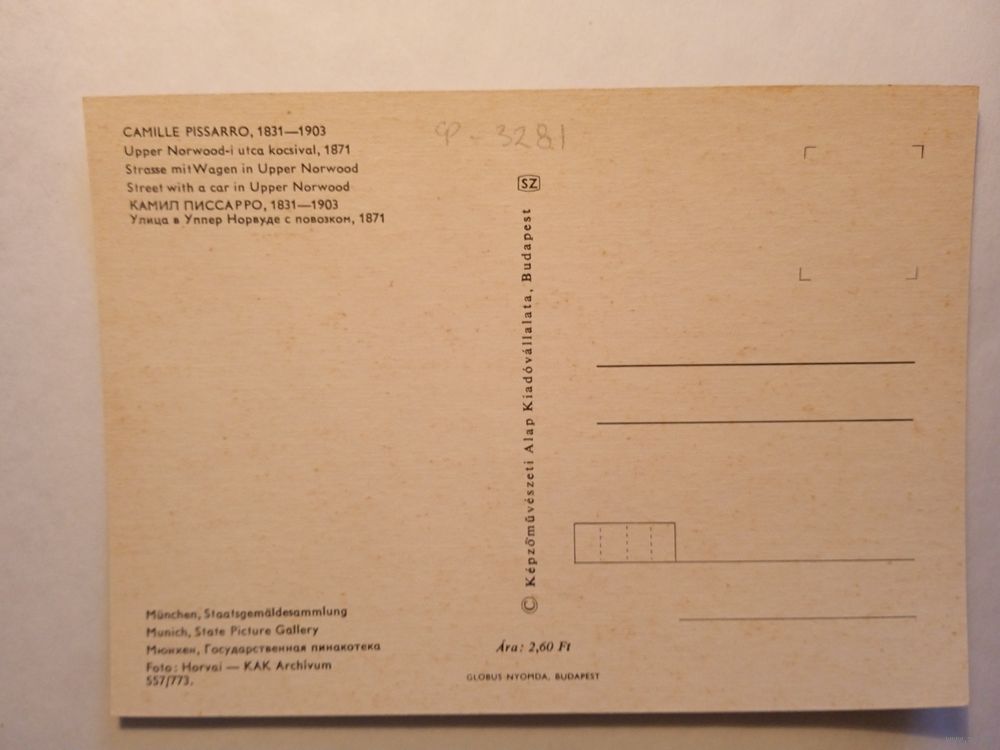 CAMILLE PISSARRO, 1831—1903
Upper Norwood-i utca kocsival, 1871
Strasse mit Wagen in Upper Norwood
Street with a car in Upper Norwood
КАМИЛ ПИССАРРО, 1831—1903
Улица в Уппер Норвуде с повозком, 1871
φ - 3281
SZ
© Képzőművészeti Alap Kiadóvállalata, Budapest
München, Staatsgemäldesammlung
Munich, State Picture Gallery
Мюнхен, Государственная пинакотека
Foto: Horvai — KAK Archivum
557/773.
Ára: 2,60 Ft
GLOBUS NYOMDA, BUDAPEST